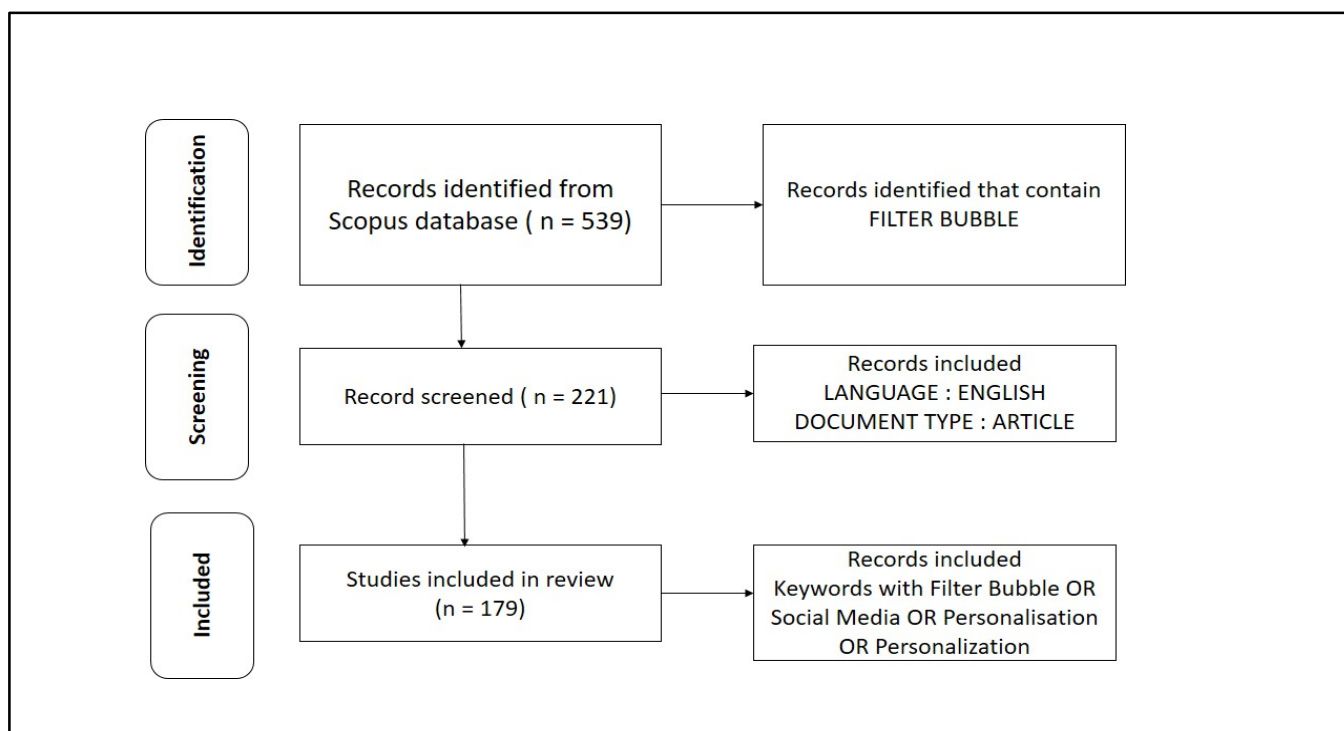 Identification
Records identified from
Scopus database ( n = 539)
Records identified that contain
FILTER BUBBLE
Screening
Record screened ( n = 221)
Records included
LANGUAGE : ENGLISH
DOCUMENT TYPE : ARTICLE
Included
Studies included in review
(n = 179)
Records included
Keywords with Filter Bubble OR
Social Media OR Personalisation
OR Personalization